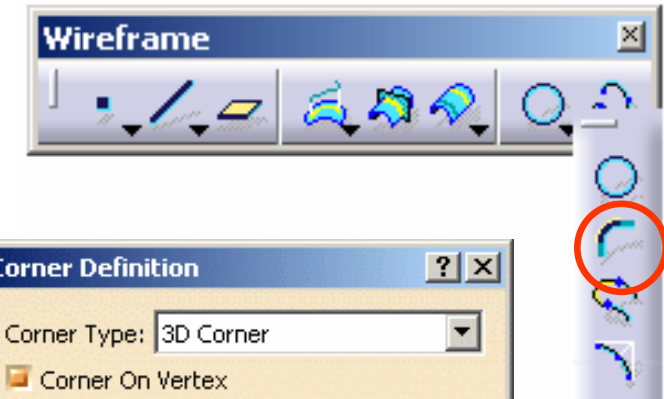 Wireframe
Corner Definition
Corner Type: 3D Corner
Corner On Vertex